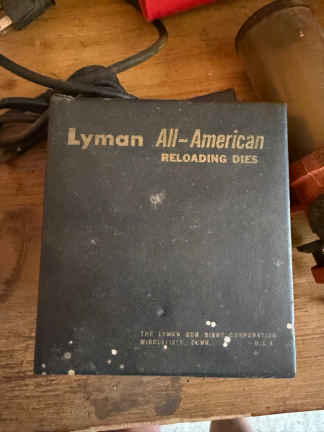 Lyman All-American
RELOADING DIES
THE LYMAN GUN SIGHT CORPORATION
MIDDLEFIELD, CONN. U.S.A.